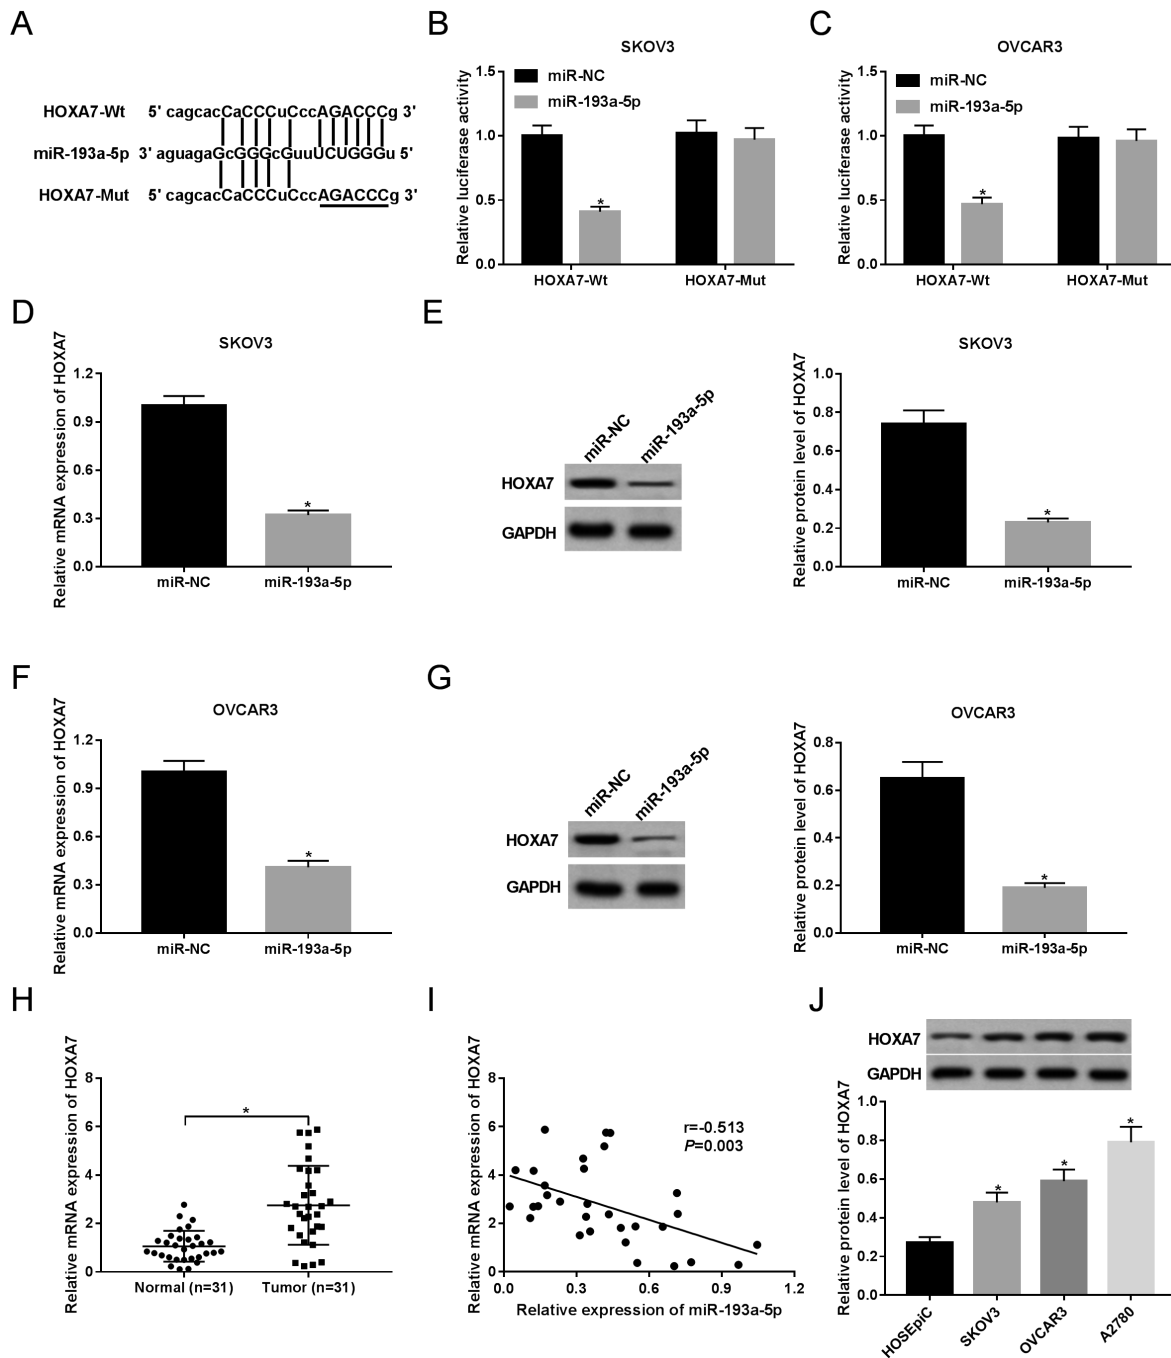 A
HOXA7-Wt 5' cagcacCaCCCuCccAGACCCg 3'
miR-193a-5p 3' aguagaGcGGGcGuuUCUGGGu 5'
HOXA7-Mut 5' cagcacCaCCCuCccAGACCCg 3'
B
SKOV3
Relative luciferase activity
1.5
1.0
0.5
0.0
miR-NC
miR-193a-5p
*
HOXA7-Wt HOXA7-Mut
C
OVCAR3
Relative luciferase activity
1.5
1.0
0.5
0.0
miR-NC
miR-193a-5p
*
HOXA7-Wt HOXA7-Mut
D
SKOV3
Relative mRNA expression of HOXA7
1.2
0.9
0.6
0.3
0.0
*
miR-NC miR-193a-5p
E
miR-NC miR-193a-5p
HOXA7
GAPDH
SKOV3
Relative protein level of HOXA7
1.0
0.8
0.6
0.4
0.2
0.0
*
miR-NC miR-193a-5p
F
OVCAR3
Relative mRNA expression of HOXA7
1.2
0.9
0.6
0.3
0.0
*
miR-NC miR-193a-5p
G
miR-NC miR-193a-5p
HOXA7
GAPDH
OVCAR3
Relative protein level of HOXA7
0.8
0.6
0.4
0.2
0.0
*
miR-NC miR-193a-5p
H
Relative mRNA expression of HOXA7
8
6
4
2
0
*
Normal (n=31) Tumor (n=31)
I
Relative mRNA expression of HOXA7
8
6
4
2
0
r=-0.513
P=0.003
0.0 0.3 0.6 0.9 1.2
Relative expression of miR-193a-5p
J
HOXA7
GAPDH
Relative protein level of HOXA7
1.0
0.8
0.6
0.4
0.2
0.0
*
*
*
HOSEpiC SKOV3 OVCAR3 A2780